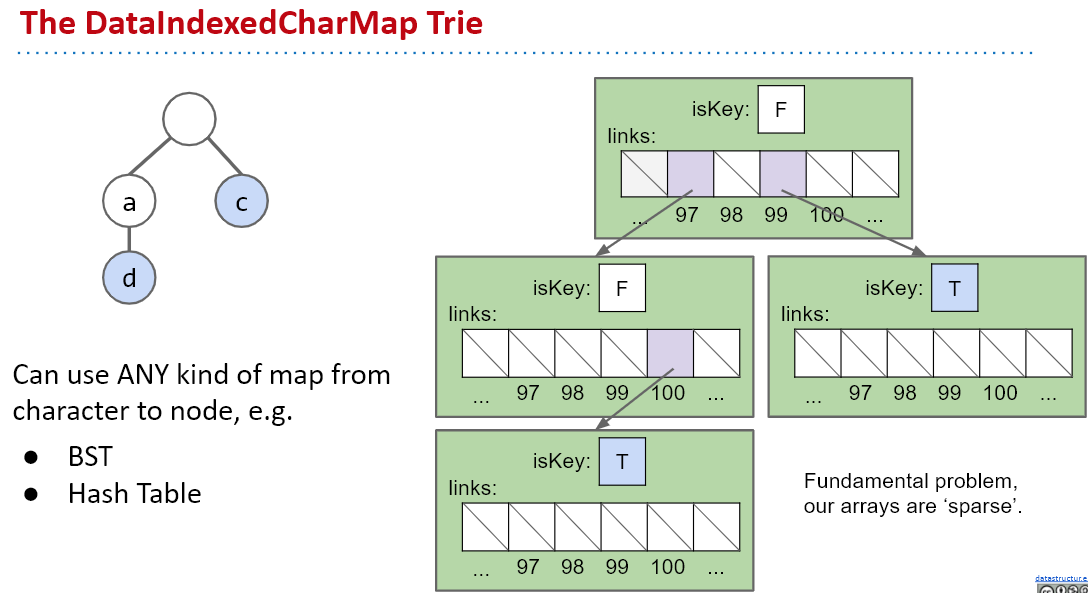 The DataIndexedCharMap Trie
a
c
d
Can use ANY kind of map from
character to node, e.g.
● BST
● Hash Table
isKey: F
links:
... 97 98 99 100 ...
isKey: F
links:
... 97 98 99 100 ...
isKey: T
links:
... 97 98 99 100 ...
isKey: T
links:
... 97 98 99 100 ...
Fundamental problem,
our arrays are ‘sparse’.
datastructur.e